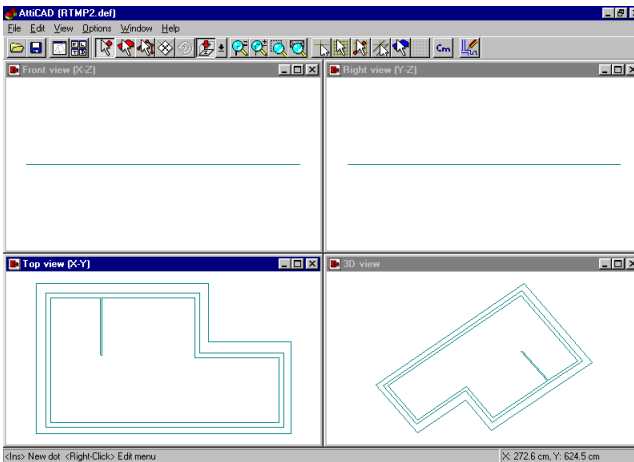 AttiCAD (RTMP2.def)
File Edit View Options Window Help
Cm
Front view (X-Z)
Right view (Y-Z)
Top view (X-Y)
3D view
<Ins> New dot <Right-Click> Edit menu
X: 272.6 cm, Y: 624.5 cm